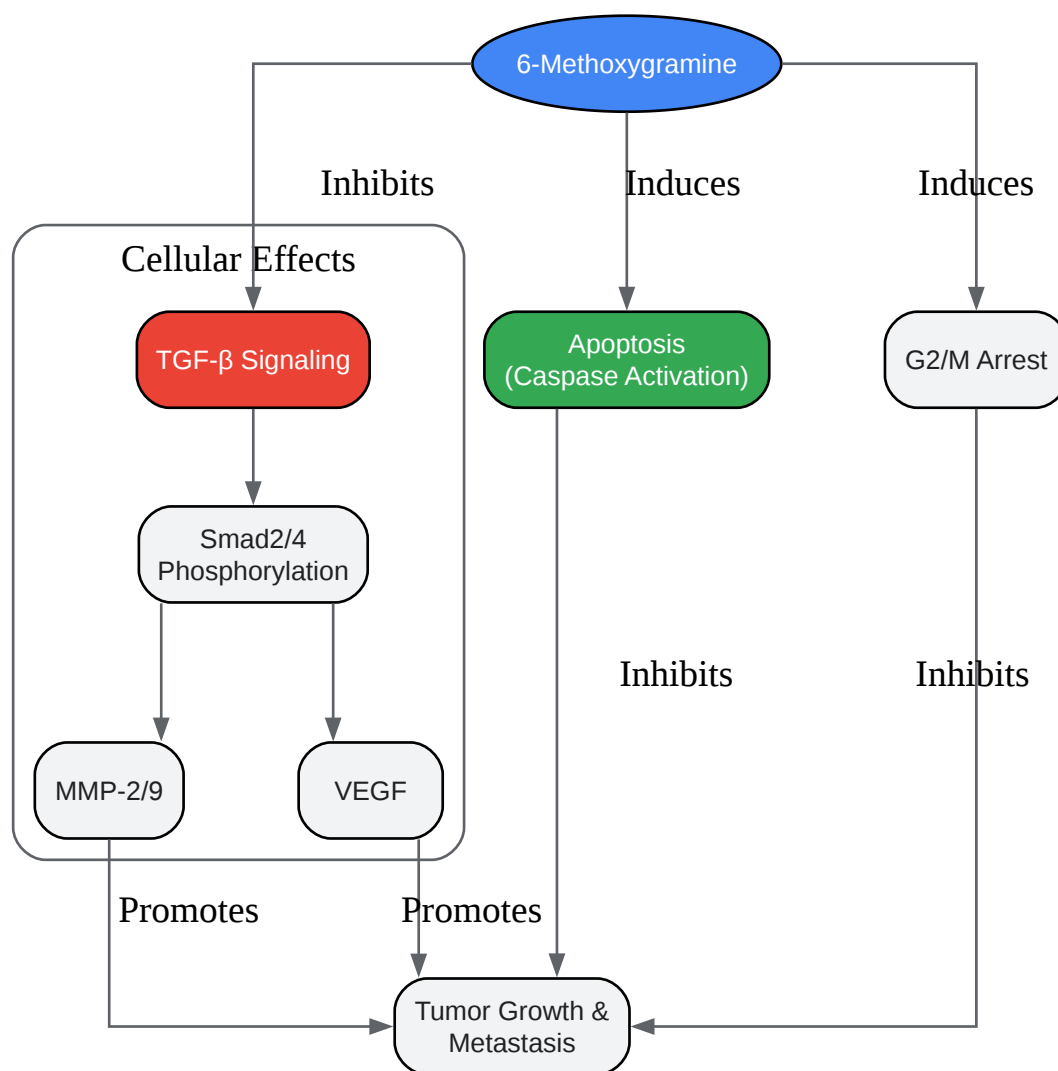 6-Methoxygramine
Inhibits
Induces
Induces
Cellular Effects
TGF-β Signaling
Apoptosis
(Caspase Activation)
G2/M Arrest
Smad2/4
Phosphorylation
Inhibits
Inhibits
MMP-2/9
VEGF
Promotes
Promotes
Tumor Growth &
Metastasis